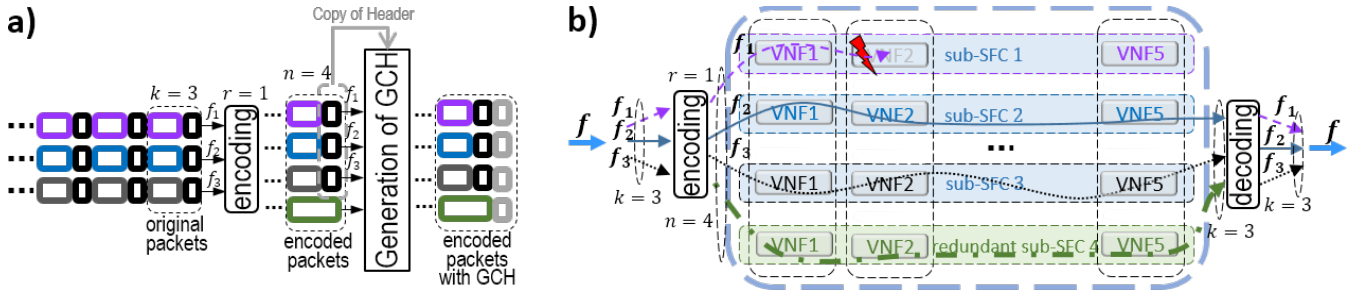 a)
Copy of Header
n = 4
k = 3
r = 1
f1
f2
f3
encoding
f1
f2
f3
Generation of GCH
original
packets
encoded
packets
encoded
packets
with GCH
b)
f
f1
f2
f3
k = 3
n = 4
r = 1
encoding
f1
f2
f3
VNF1
VNF2
sub-SFC 1
VNF5
VNF1
VNF2
sub-SFC 2
VNF5
VNF1
VNF2
sub-SFC 3
VNF5
VNF1
VNF2
redundant sub-SFC 4
VNF5
decoding
k = 3
f1
f2
f3
k = 3
f